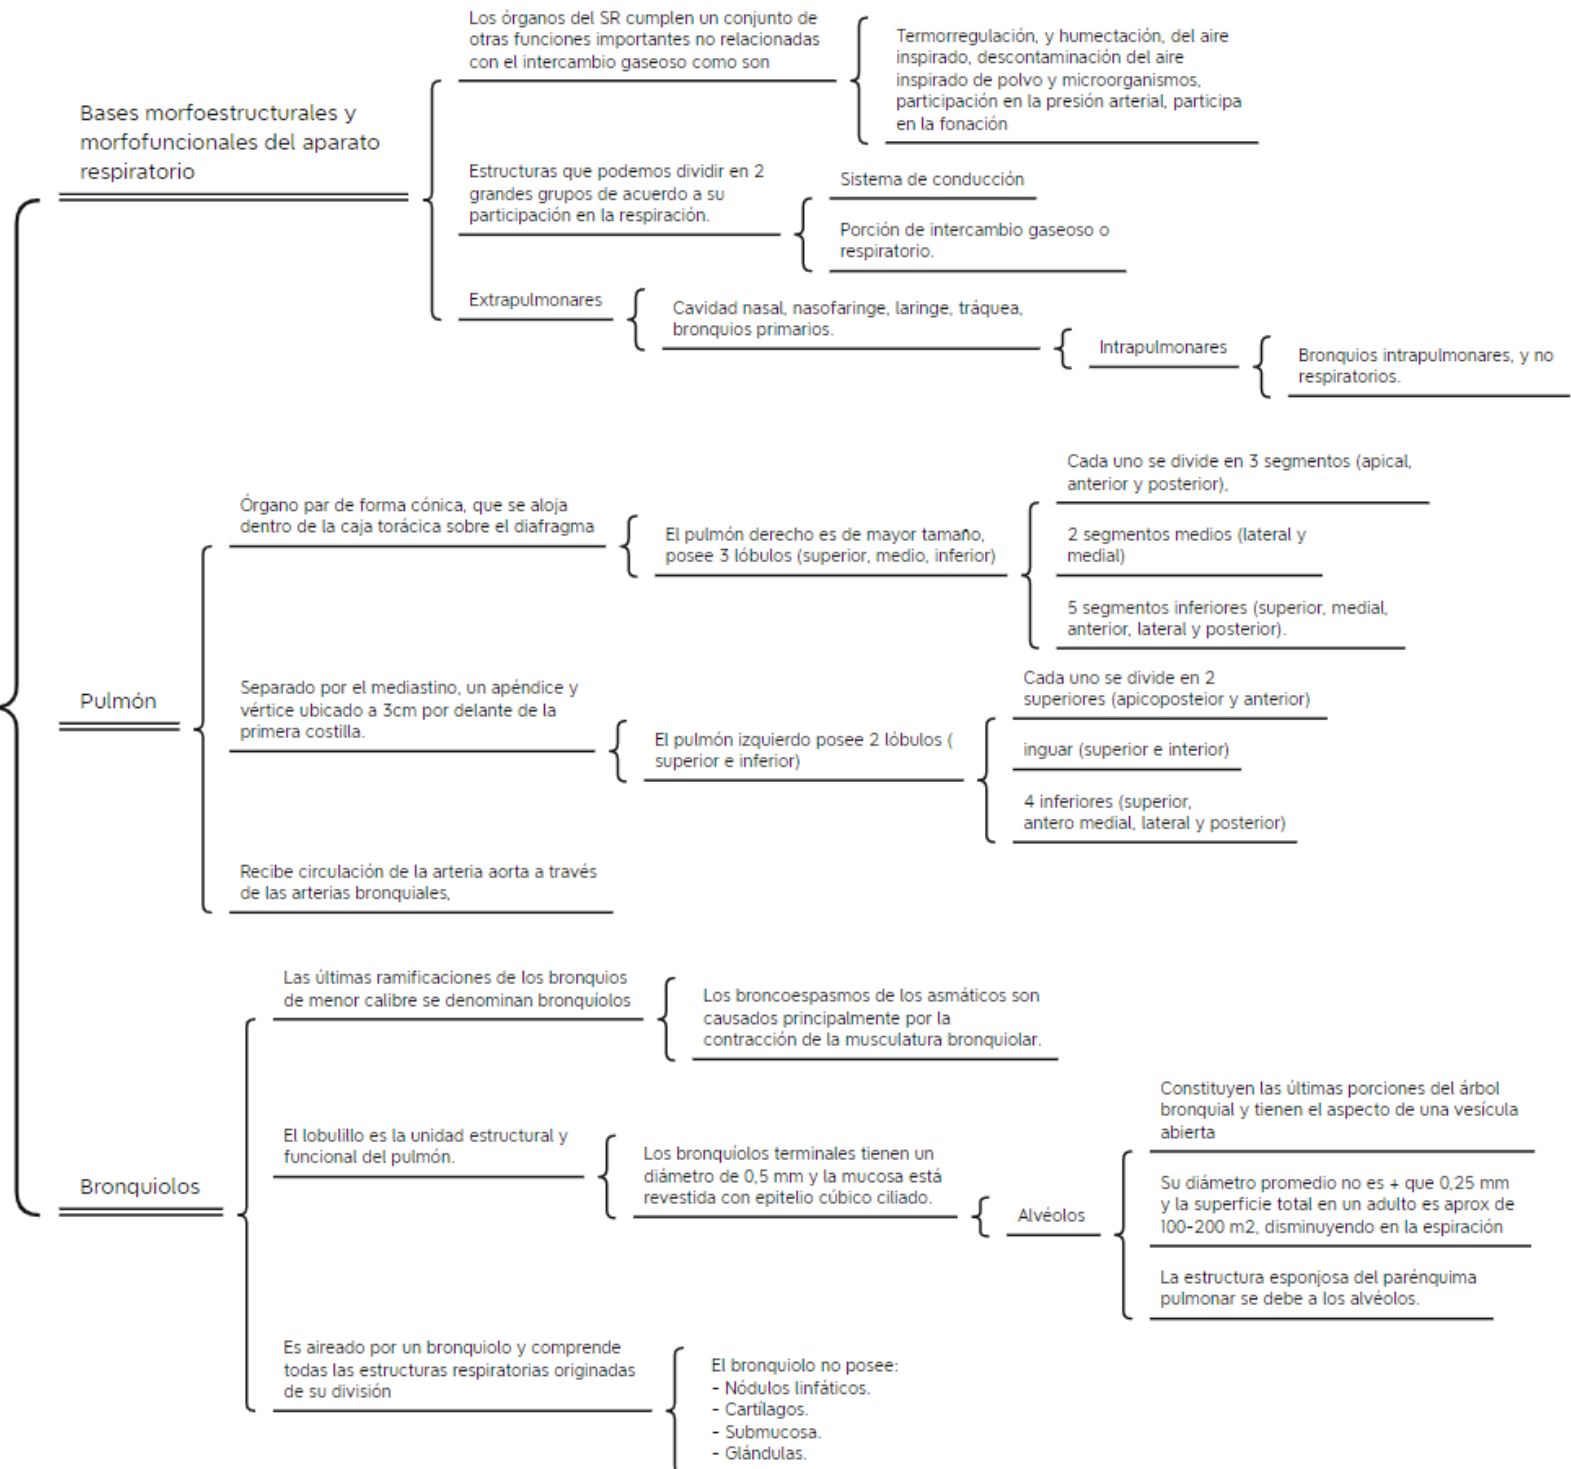 Los órganos del SR cumplen un conjunto de
otras funciones importantes no relacionadas
con el intercambio gaseoso como son
Termorregulación, y humectación, del aire
inspirado, descontaminación del aire
inspirado de polvo y microorganismos,
participación en la presión arterial, participa
en la fonación
Bases morfoestructurales y
morfofuncionales del aparato
respiratorio
Estructuras que podemos dividir en 2
grandes grupos de acuerdo a su
participación en la respiración.
Sistema de conducción
Porción de intercambio gaseoso o
respiratorio.
Extrapulmonares
Cavidad nasal, nasofaringe, laringe, tráquea,
bronquios primarios.
Intrapulmonares
Bronquios intrapulmonares, y no
respiratorios.
Pulmón
Órgano par de forma cónica, que se aloja
dentro de la caja torácica sobre el diafragma
El pulmón derecho es de mayor tamaño,
posee 3 lóbulos (superior, medio, inferior)
Cada uno se divide en 3 segmentos (apical,
anterior y posterior),
2 segmentos medios (lateral y
medial)
5 segmentos inferiores (superior, medial,
anterior, lateral y posterior).
Separado por el mediastino, un apéndice y
vértice ubicado a 3cm por delante de la
primera costilla.
El pulmón izquierdo posee 2 lóbulos (
superior e inferior)
Cada uno se divide en 2
superiores (apicoposteior y anterior)
inguar (superior e interior)
4 inferiores (superior,
antero medial, lateral y posterior)
Recibe circulación de la arteria aorta a través
de las arterias bronquiales,
Bronquiolos
Las últimas ramificaciones de los bronquios
de menor calibre se denominan bronquíolos
Los broncoespasmos de los asmáticos son
causados principalmente por la
contracción de la musculatura bronquiolar.
El lobulillo es la unidad estructural y
funcional del pulmón.
Los bronquíolos terminales tienen un
diámetro de 0,5 mm y la mucosa está
revestida con epitelio cúbico ciliado.
Alvéolos
Constituyen las últimas porciones del árbol
bronquial y tienen el aspecto de una vesícula
abierta
Su diámetro promedio no es + que 0,25 mm
y la superficie total en un adulto es aprox de
100-200 m2, disminuyendo en la espiración
La estructura esponjosa del parénquima
pulmonar se debe a los alvéolos.
Es aireado por un bronquiolo y comprende
todas las estructuras respiratorias originadas
de su división
El bronquiolo no posee:
- Nódulos linfáticos.
- Cartílagos.
- Submucosa.
- Glándulas.